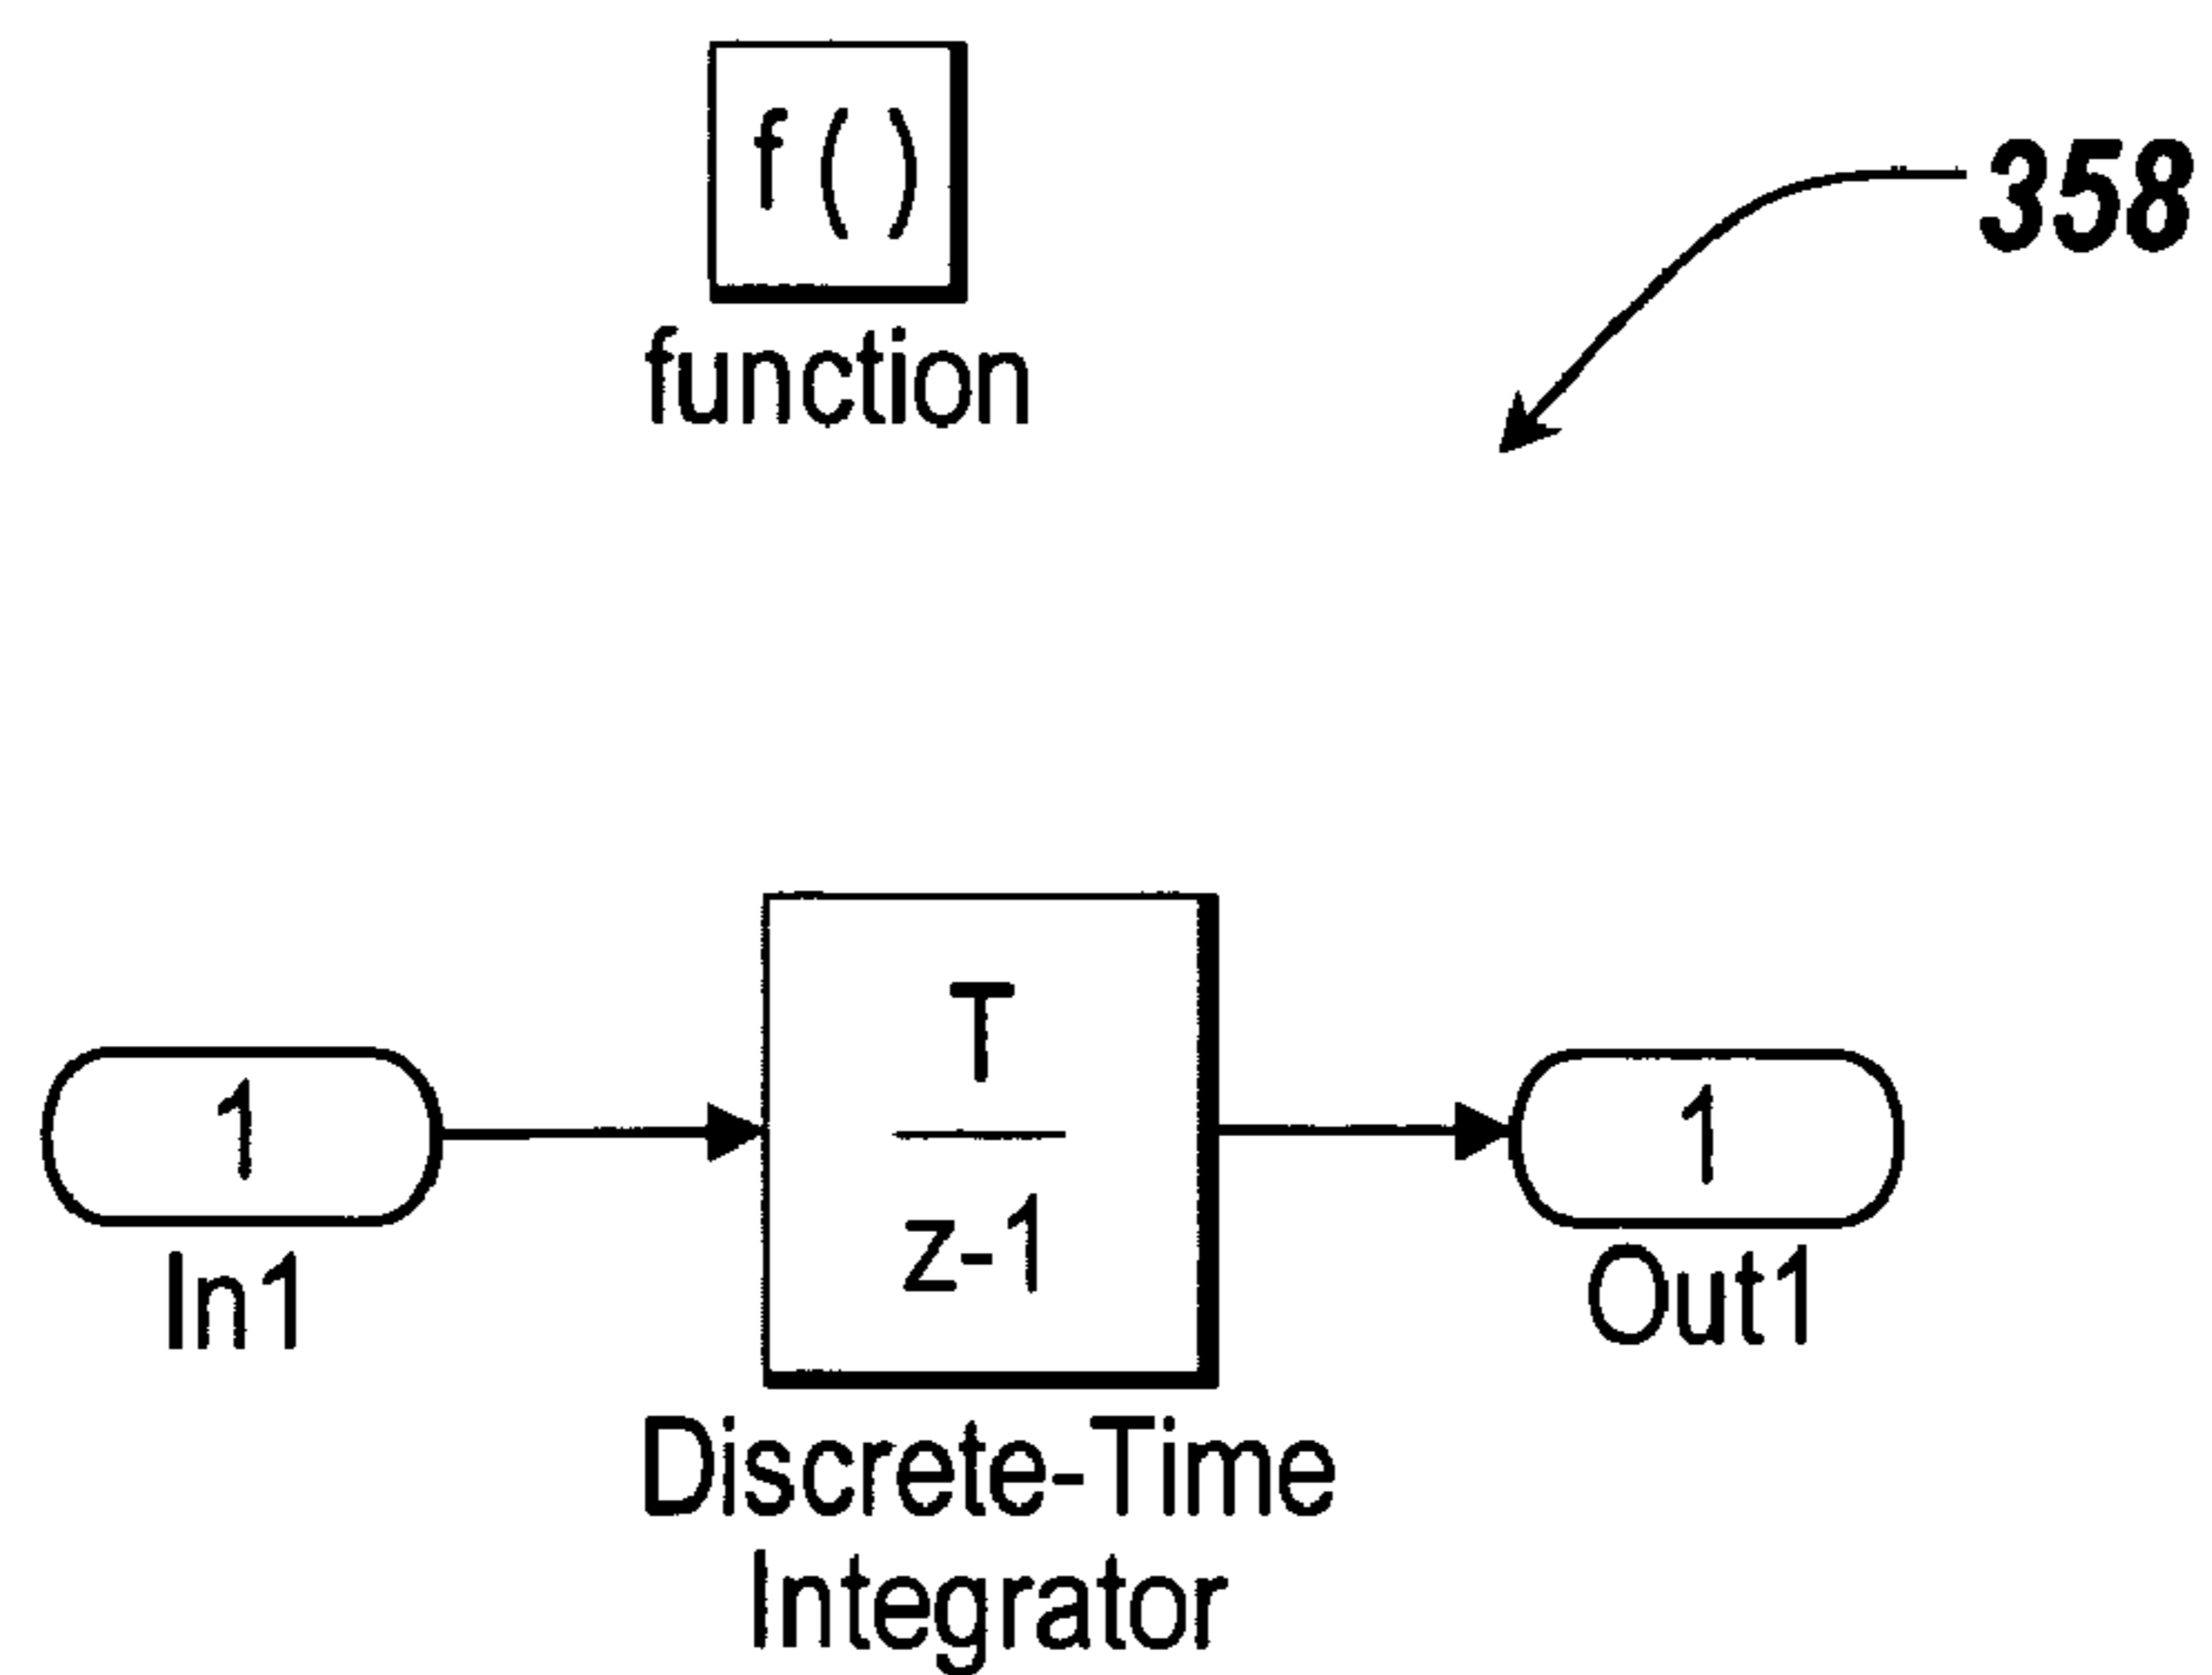 f ( )
function
358
T
z-1
1
1
In1
Out1
Discrete-Time
Integrator